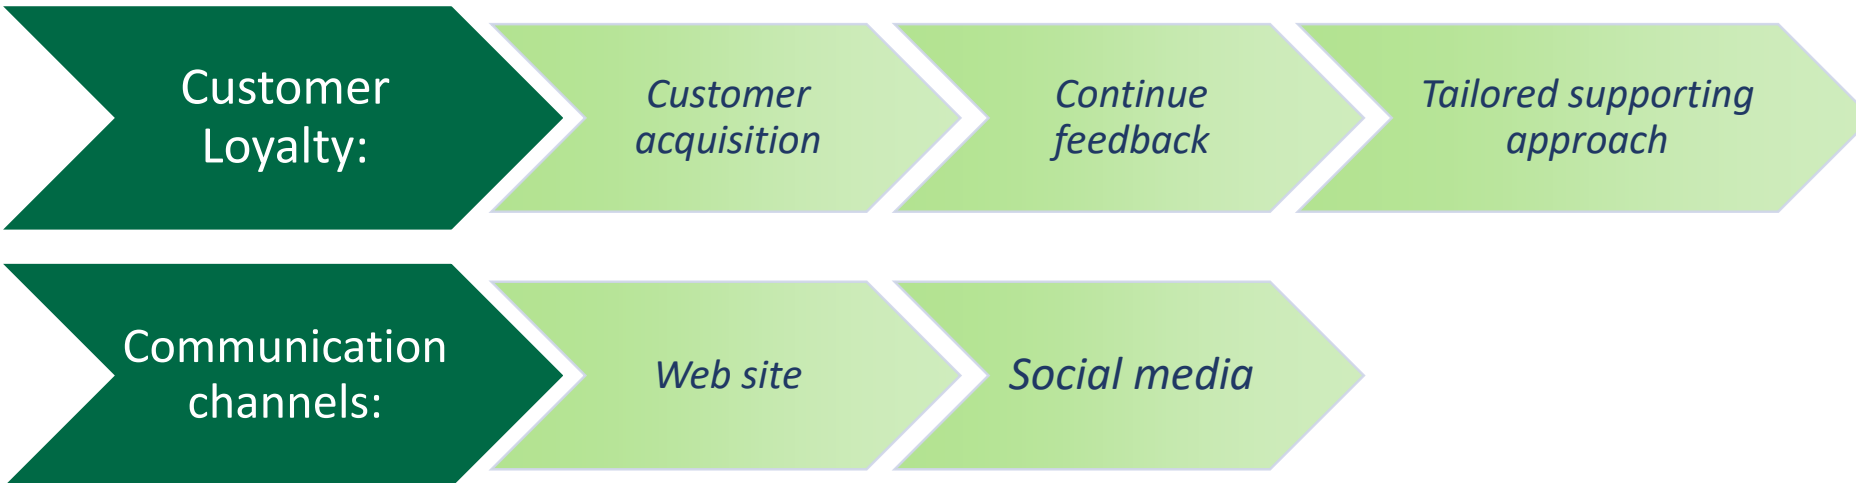 Customer
Loyalty:
Customer
acquisition
Continue
feedback
Tailored supporting
approach
Communication
channels:
Web site
Social media